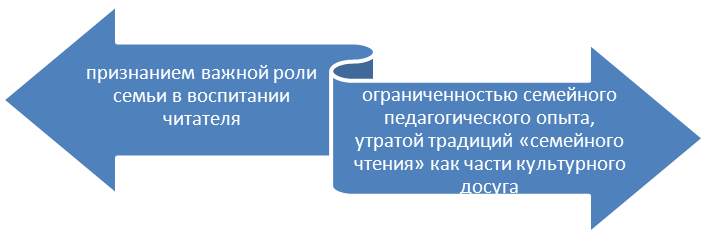 признанием важной роли
семьи в воспитании
читателя
ограниченностью семейного
педагогического опыта,
утратой традиций «семейного
чтения» как части культурного
досуга